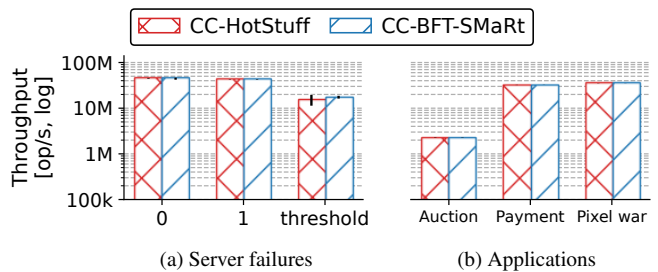 CC-HotStuff CC-BFT-SMaRt
Throughput
[op/s, log]
100M
10M
1M
100k
0 1 threshold
Auction Payment Pixel war
(a) Server failures (b) Applications